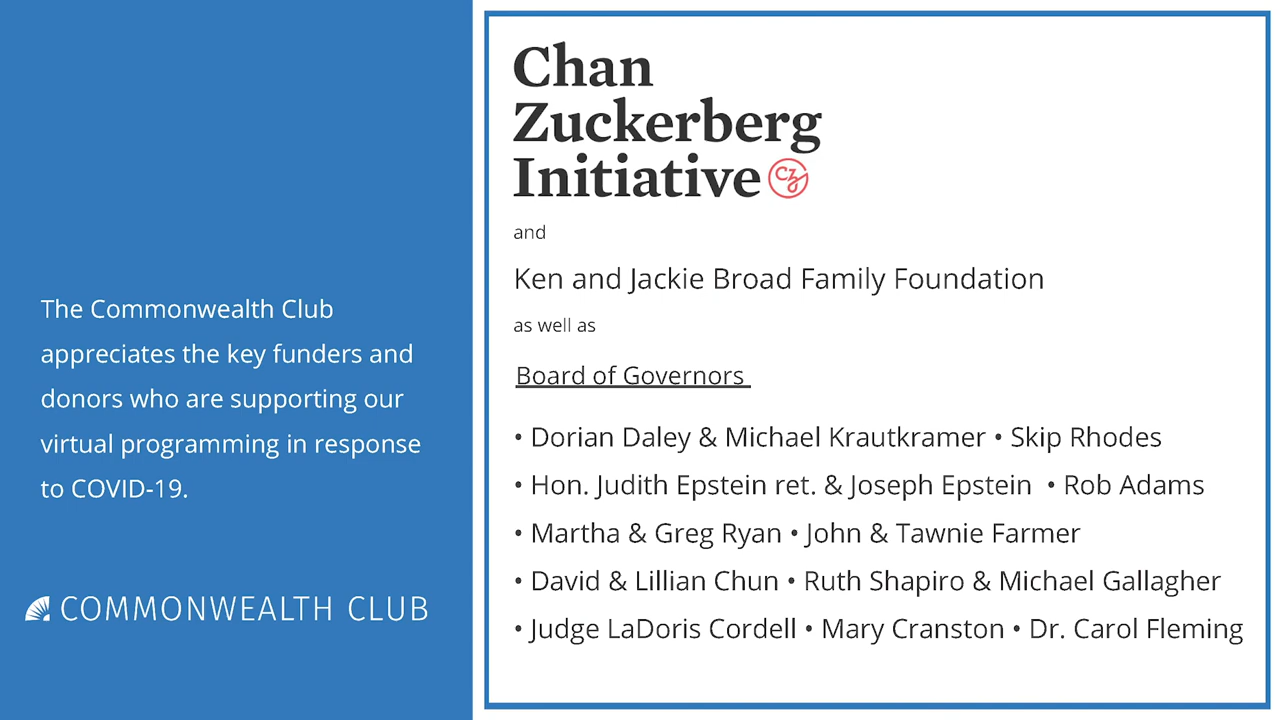 The Commonwealth Club
appreciates the key funders and
donors who are supporting our
virtual programming in response
to COVID-19.
COMMONWEALTH CLUB
Chan
Zuckerberg
Initiative CZ
and
Ken and Jackie Broad Family Foundation
as well as
Board of Governors
• Dorian Daley & Michael Krautkramer • Skip Rhodes
• Hon. Judith Epstein ret. & Joseph Epstein • Rob Adams
• Martha & Greg Ryan • John & Tawnie Farmer
• David & Lillian Chun • Ruth Shapiro & Michael Gallagher
• Judge LaDoris Cordell • Mary Cranston • Dr. Carol Fleming